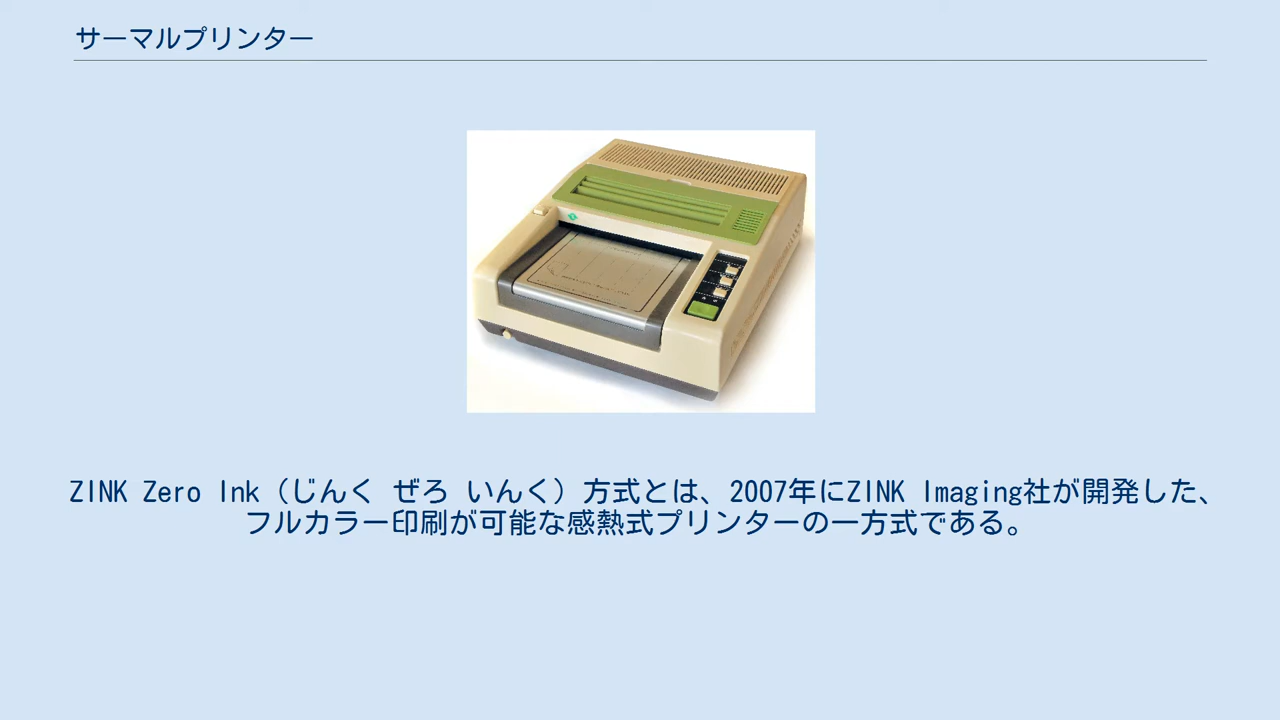 サーマルプリンター
ZINK Zero Ink（じんく ぜろ いんく）方式とは、2007年にZINK Imaging社が開発した、
フルカラー印刷が可能な感熱式プリンターの一方式である。